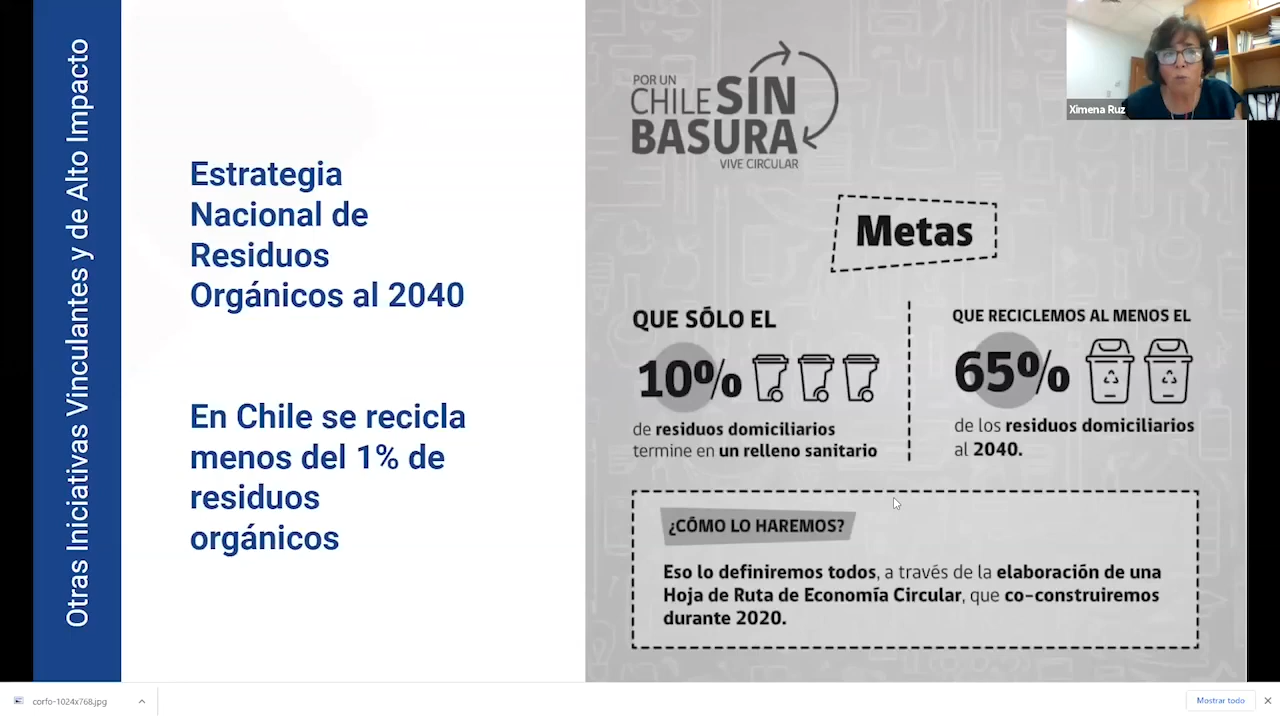 Otras Iniciativas Vinculantes y de Alto Impacto
Estrategia
Nacional de
Residuos
Orgánicos al 2040
En Chile se recicla
menos del 1% de
residuos
orgánicos
POR UN
CHILE SIN
BASURA
VIVE CIRCULAR
Metas
QUE SÓLO EL
10%
de residuos domiciliarios
termine en un relleno sanitario
QUE RECICLEMOS AL MENOS EL
65%
de los residuos domiciliarios
al 2040.
¿CÓMO LO HAREMOS?
Eso lo definiremos todos, a través de la elaboración de una
Hoja de Ruta de Economía Circular, que co-construiremos
durante 2020.
Ximena Ruz
corfo-1024x768.jpg
Mostrar todo